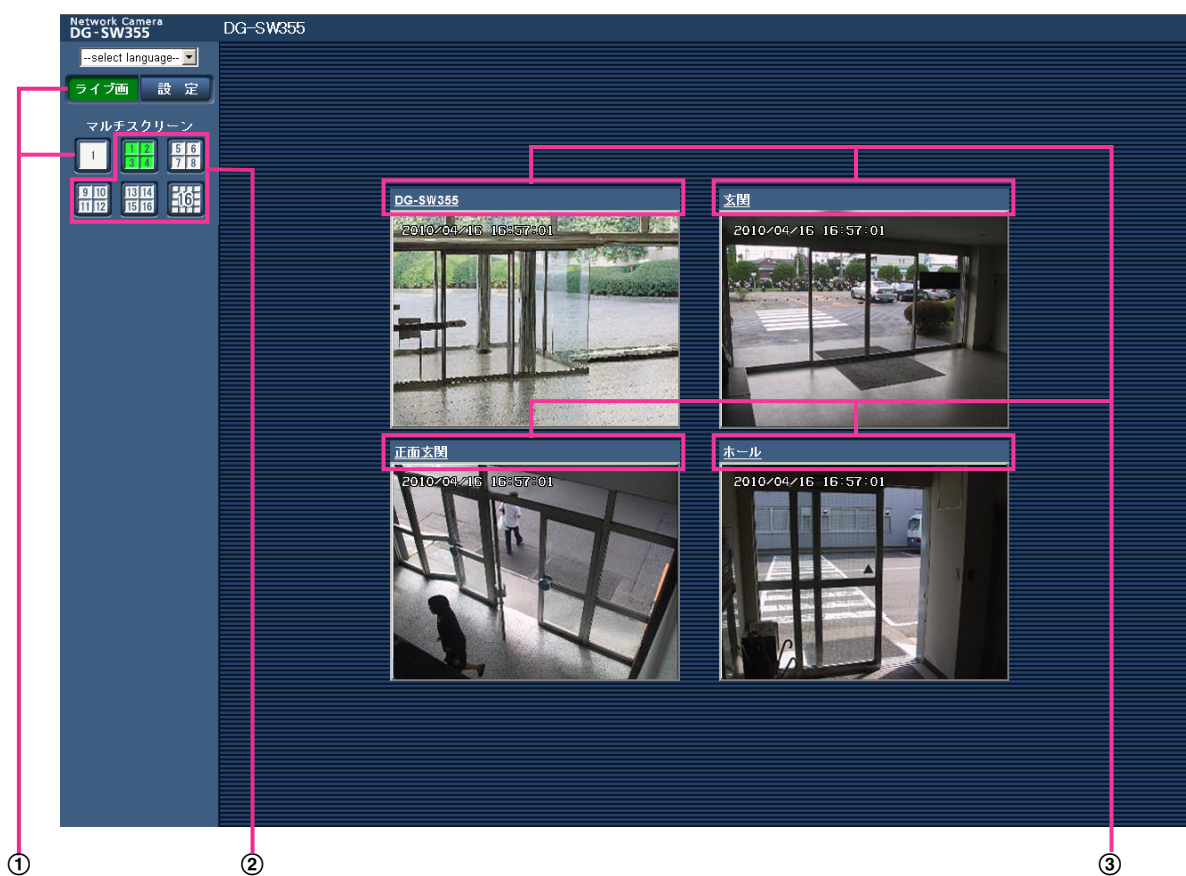 Network Camera
DG-SW355
DG-SW355
--select language--
ライブ画 設 定
マルチスクリーン
1
1 2
3 4
5 6
7 8
9 10
11 12
13 14
15 16
16
DG-SW355
玄関
2010/04/16 16:57:01
2010/04/16 16:57:01
正面玄関
ホール
2010/04/16 16:57:01
2010/04/16 16:57:01
① ② ③